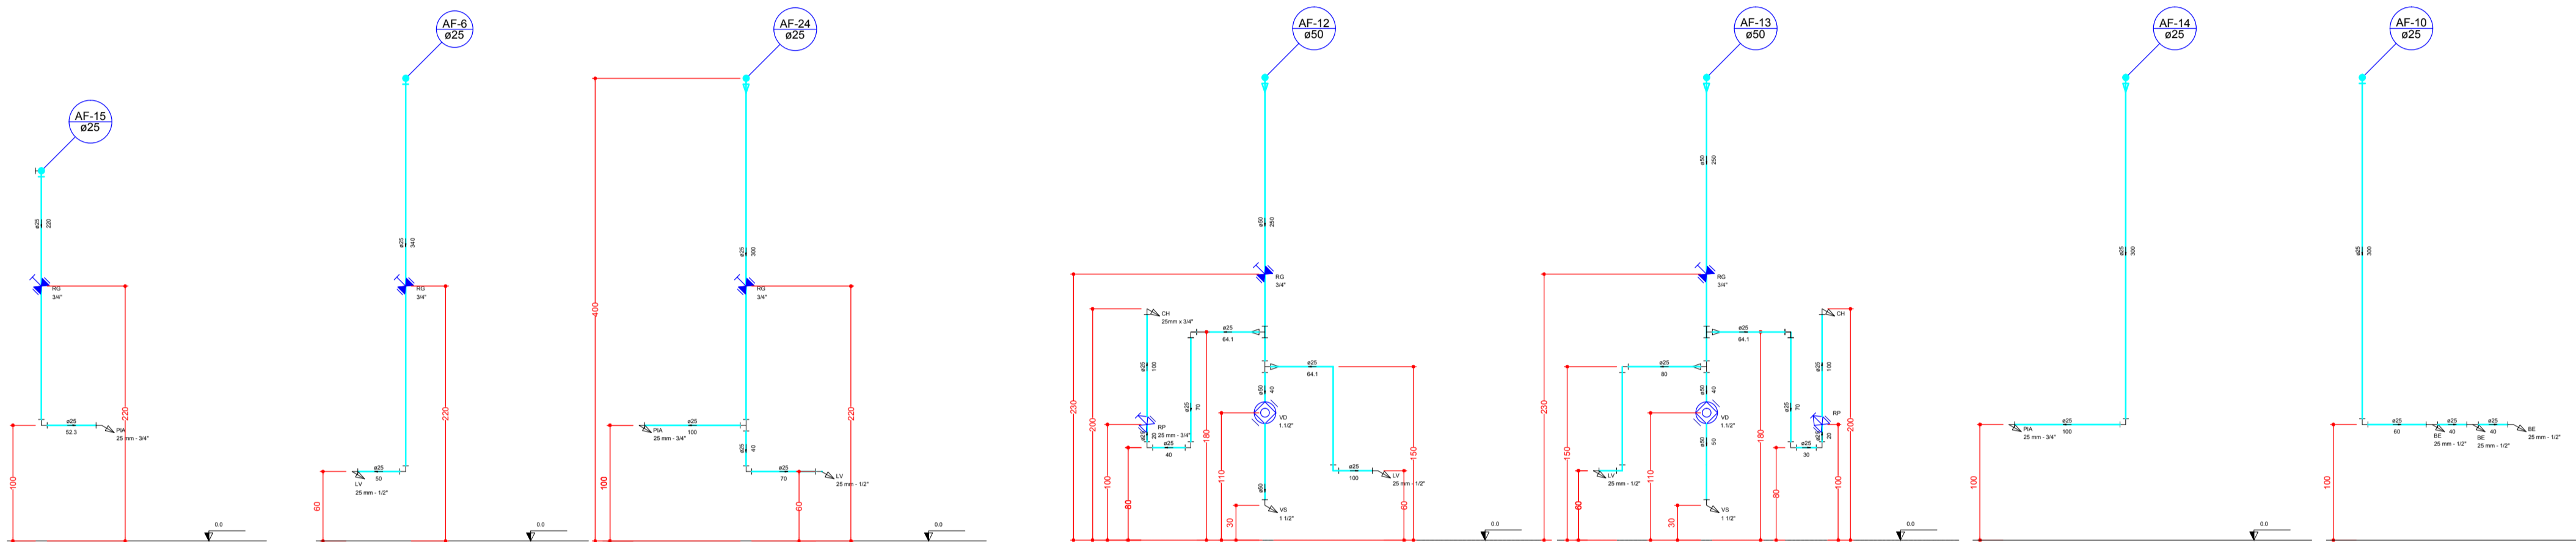 AF-15
ø25
ø25
220
RG
3/4"
220
ø25
52.3
PIA
25 mm - 3/4"
100
0.0
AF-6
ø25
ø25
340
RG
3/4"
220
ø25
50
LV
25 mm - 1/2"
60
0.0
AF-24
ø25
400
ø25
300
RG
3/4"
220
ø25
100
PIA
25 mm - 3/4"
100
ø25
40
ø25
70
LV
25 mm - 1/2"
60
0.0
AF-12
ø50
ø50
250
RG
3/4"
230
200
CH
25mm x 3/4"
ø25
64.1
ø25
100
ø25
64.1
ø50
40
ø25
70
180
150
RP
25 mm - 3/4"
ø25
20
ø25
40
VD
1.1/2"
110
100
80
ø25
100
LV
25 mm - 1/2"
60
ø50
VS
1 1/2"
30
0.0
AF-13
ø50
ø50
250
RG
3/4"
230
CH
200
ø25
64.1
ø25
80
ø25
100
150
ø50
40
ø25
70
180
VD
1.1/2"
RP
ø25
20
ø25
30
110
100
80
ø50
50
LV
25 mm - 1/2"
60
VS
1 1/2"
30
0.0
AF-14
ø25
ø25
300
ø25
100
PIA
25 mm - 3/4"
100
0.0
AF-10
ø25
ø25
300
ø25
60
ø25
40
ø25
40
BE
25 mm - 1/2"
BE
25 mm - 1/2"
BE
25 mm - 1/2"
100